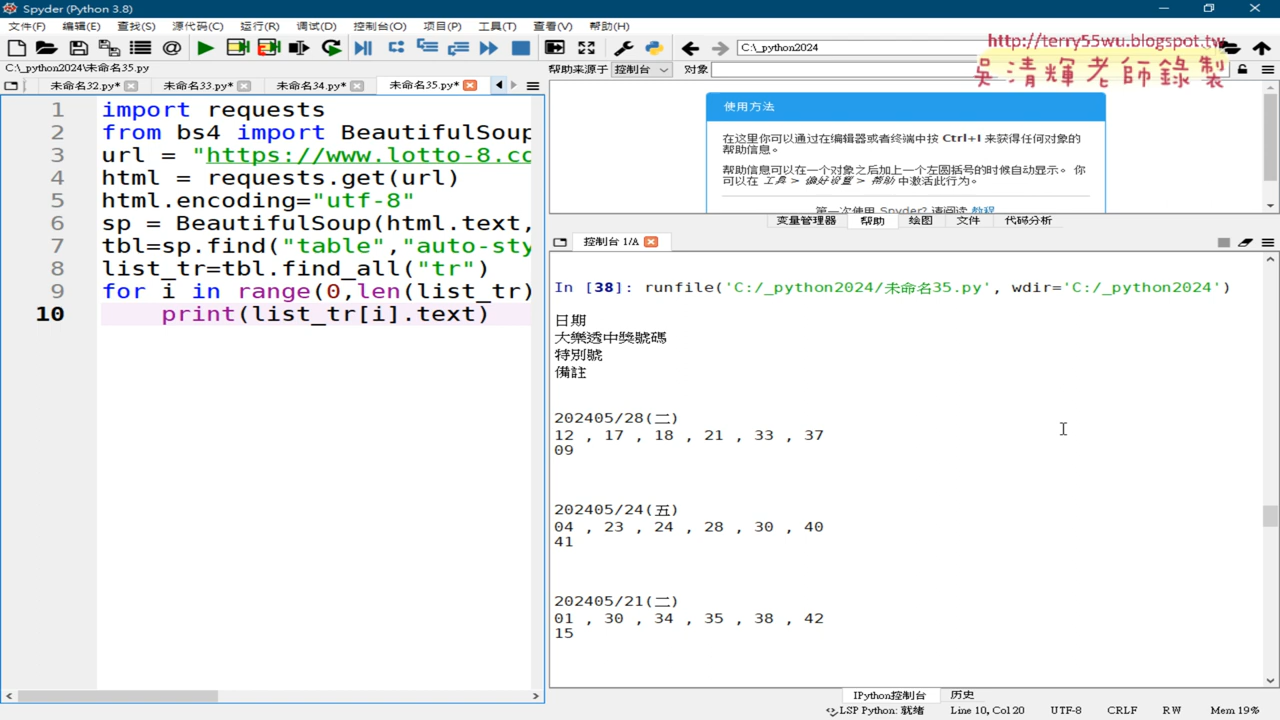 Spyder (Python 3.8)
文件(F) 编辑(E) 查找(S) 源代码(C) 运行(R) 调试(D) 控制台(O) 项目(P) 工具(T) 查看(V) 帮助(H)
C:\_python2024
http://terry55wu.blogspot.tw
吳清輝老師錄製
C:\_python2024\未命名35.py
帮助来源于 控制台 对象
未命名32.py* 未命名33.py* 未命名34.py* 未命名35.py*
1 import requests
2 from bs4 import BeautifulSoup
3 url = "https://www.lotto-8.co
4 html = requests.get(url)
5 html.encoding="utf-8"
6 sp = BeautifulSoup(html.text,
7 tbl=sp.find("table","auto-sty
8 list_tr=tbl.find_all("tr")
9 for i in range(0,len(list_tr)
10 print(list_tr[i].text)
使用方法
在这里你可以通过在编辑器或者终端中按 Ctrl+I 来获得任何对象的
帮助信息。
帮助信息可以在一个对象之后加上一个左圆括号的时候自动显示。 你
可以在 工具 > 偏好设置 > 帮助 中激活此行为。
第一次使用 Spyder? 请阅读 教程
变量管理器 帮助 绘图 文件 代码分析
控制台 1/A
In [38]: runfile('C:/_python2024/未命名35.py', wdir='C:/_python2024')
日期
大樂透中獎號碼
特別號
備註
202405/28(二)
12 , 17 , 18 , 21 , 33 , 37
09
202405/24(五)
04 , 23 , 24 , 28 , 30 , 40
41
202405/21(二)
01 , 30 , 34 , 35 , 38 , 42
15
IPython控制台 历史
LSP Python: 就绪 Line 10, Col 20 UTF-8 CRLF RW Mem 19%